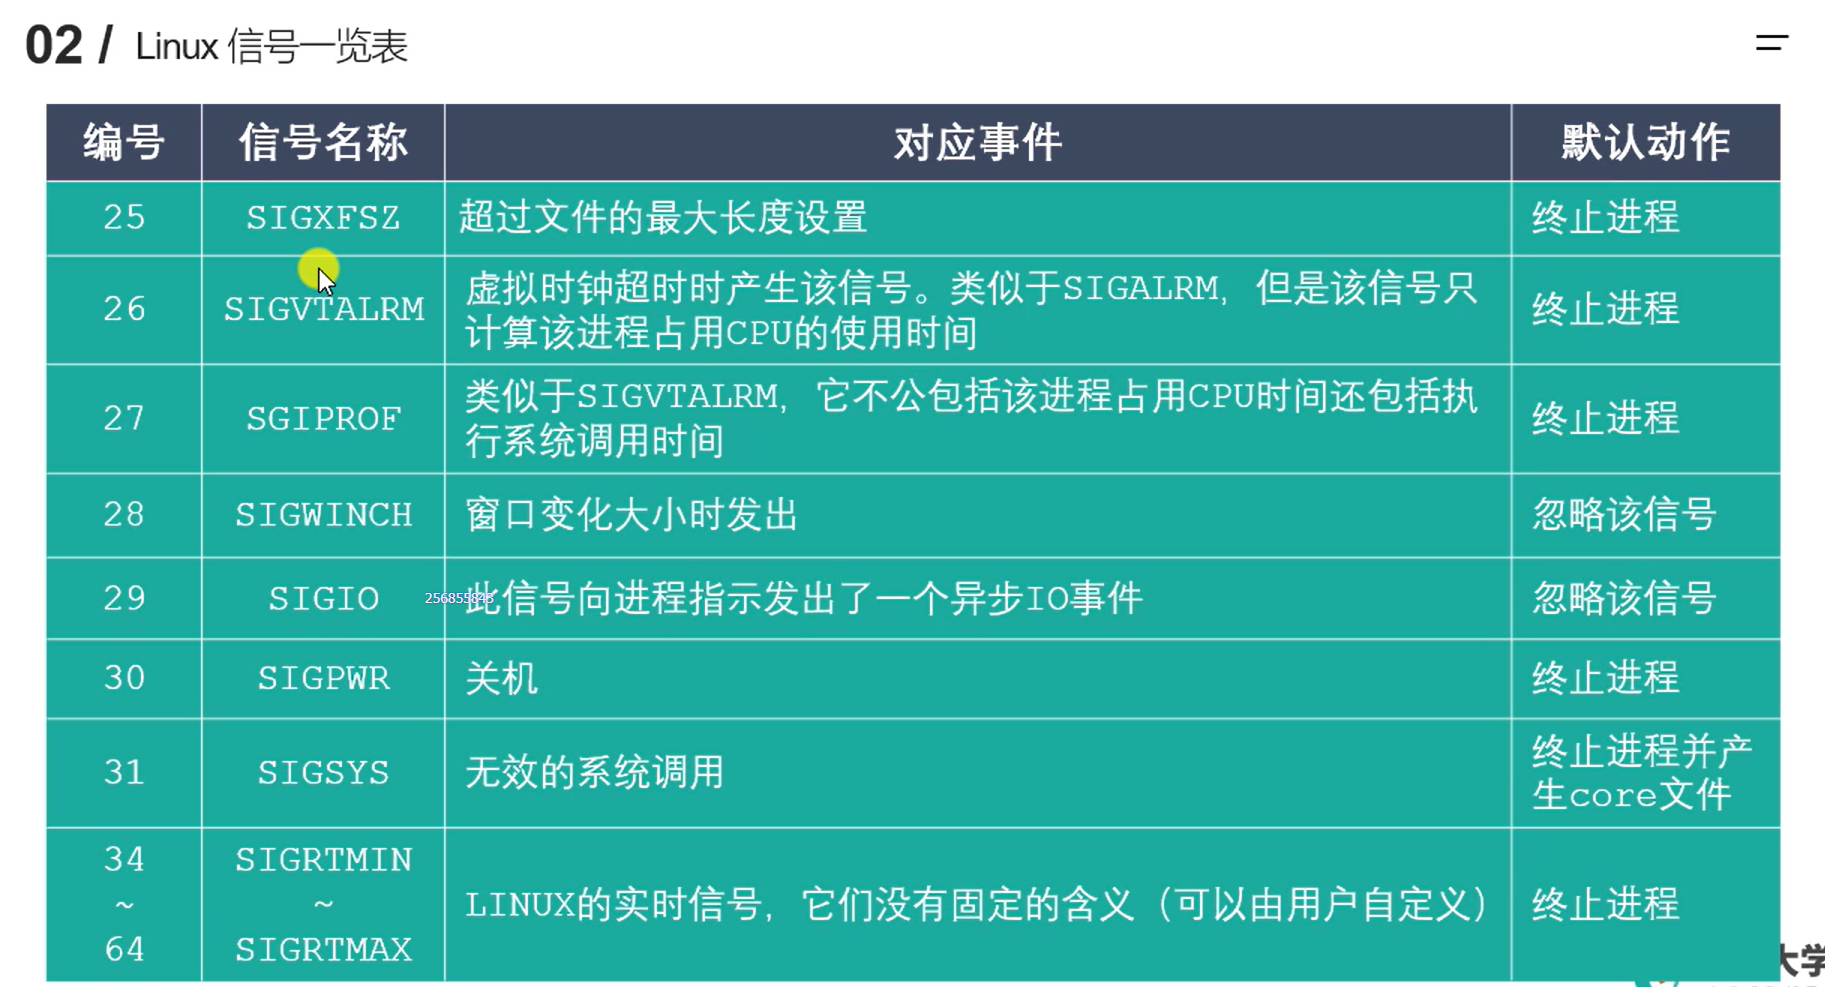 02 / Linux 信号一览表
编号 信号名称 对应事件 默认动作
25 SIGXFSZ 超过文件的最大长度设置 终止进程
26 SIGVTALRM 虚拟时钟超时时产生该信号。类似于SIGALRM，但是该信号只
计算该进程占用CPU的使用时间 终止进程
27 SGIPROF 类似于SIGVTALRM，它不公包括该进程占用CPU时间还包括执
行系统调用时间 终止进程
28 SIGWINCH 窗口变化大小时发出 忽略该信号
29 SIGIO 此信号向进程指示发出了一个异步IO事件 忽略该信号
30 SIGPWR 关机 终止进程
31 SIGSYS 无效的系统调用 终止进程并产
生core文件
34 SIGRTMIN
~ ~ LINUX的实时信号，它们没有固定的含义（可以由用户自定义） 终止进程
64 SIGRTMAX
大学